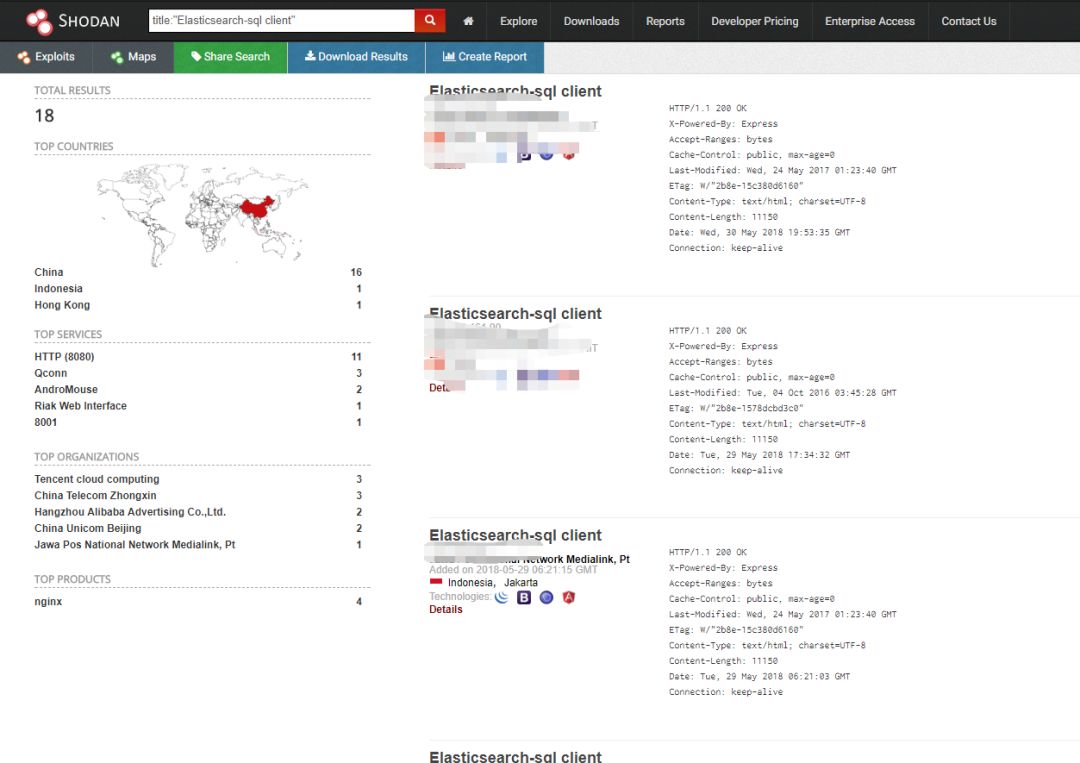 SHODAN
title:"Elasticsearch-sql client"
Explore
Downloads
Reports
Developer Pricing
Enterprise Access
Contact Us
Exploits
Maps
Share Search
Download Results
Create Report
TOTAL RESULTS
18
TOP COUNTRIES
China 16
Indonesia 1
Hong Kong 1
TOP SERVICES
HTTP (8080) 11
Qconn 3
AndroMouse 2
Riak Web Interface 1
8001 1
TOP ORGANIZATIONS
Tencent cloud computing 3
China Telecom Zhongxin 3
Hangzhou Alibaba Advertising Co.,Ltd. 2
China Unicom Beijing 2
Jawa Pos National Network Medialink, Pt 1
TOP PRODUCTS
nginx 4
Elasticsearch-sql client
HTTP/1.1 200 OK
X-Powered-By: Express
Accept-Ranges: bytes
Cache-Control: public, max-age=0
Last-Modified: Wed, 24 May 2017 01:23:40 GMT
ETag: W/"2b8e-15c380d6160"
Content-Type: text/html; charset=UTF-8
Content-Length: 11150
Date: Wed, 30 May 2018 19:53:35 GMT
Connection: keep-alive
Elasticsearch-sql client
HTTP/1.1 200 OK
X-Powered-By: Express
Accept-Ranges: bytes
Cache-Control: public, max-age=0
Last-Modified: Tue, 04 Oct 2016 03:45:28 GMT
ETag: W/"2b8e-1578dcbd3c0"
Content-Type: text/html; charset=UTF-8
Content-Length: 11150
Date: Tue, 29 May 2018 17:34:32 GMT
Connection: keep-alive
Elasticsearch-sql client
Network Medialink, Pt
Added on 2018-05-29 06:21:15 GMT
Indonesia, Jakarta
Technologies:
Details
HTTP/1.1 200 OK
X-Powered-By: Express
Accept-Ranges: bytes
Cache-Control: public, max-age=0
Last-Modified: Wed, 24 May 2017 01:23:40 GMT
ETag: W/"2b8e-15c380d6160"
Content-Type: text/html; charset=UTF-8
Content-Length: 11150
Date: Tue, 29 May 2018 06:21:03 GMT
Connection: keep-alive
Elasticsearch-sql client